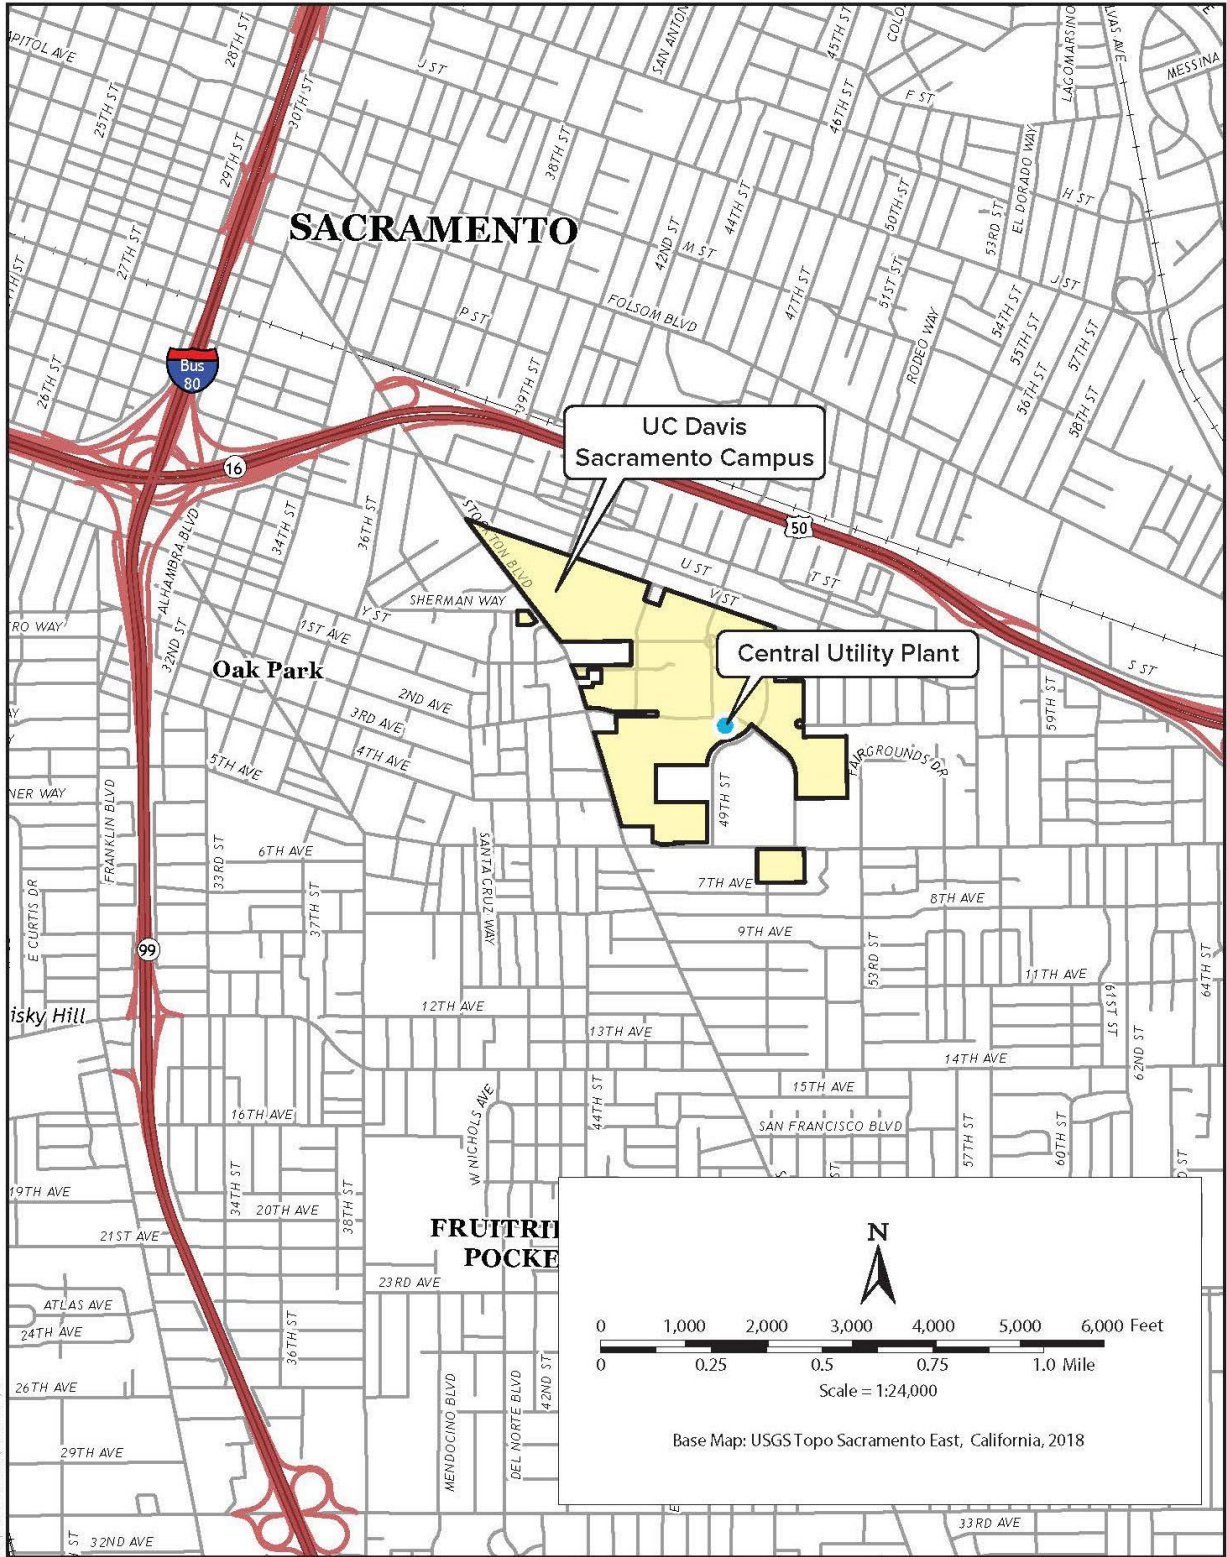 28TH ST
SAN ANTON
45TH ST
COLO
LAGOMARSINO
LVAS AVE
MESSINA
APITOL AVE
J ST
25TH ST
30TH ST
F ST
46TH ST
29TH ST
38TH ST
EL DORADO WAY
H ST
50TH ST
44TH ST
SACRAMENTO
42ND ST
53RD ST
27TH ST
M ST
J ST
51ST ST
47TH ST
P ST
FOLSOM BLVD
54TH ST
55TH ST
57TH ST
RODEO WAY
Bus
80
26TH ST
39TH ST
56TH ST
58TH ST
UC Davis
Sacramento Campus
16
34TH ST
36TH ST
ALHAMBRA BLVD
STOCKTON BLVD
50
U ST
T ST
V ST
SHERMAN WAY
Y ST
1ST AVE
RO WAY
32ND ST
Oak Park
Central Utility Plant
S ST
59TH ST
2ND AVE
3RD AVE
4TH AVE
5TH AVE
FAIRGROUNDS DR
49TH ST
NER WAY
FRANKLIN BLVD
33RD ST
6TH AVE
SANTA CRUZ WAY
7TH AVE
8TH AVE
E CURTIS DR
37TH ST
9TH AVE
53RD ST
99
11TH AVE
64TH ST
61ST ST
12TH AVE
isky Hill
13TH AVE
14TH AVE
62ND ST
15TH AVE
44TH ST
W NICHOLS AVE
16TH AVE
SAN FRANCISCO BLVD
57TH ST
60TH ST
19TH AVE
34TH ST
20TH AVE
38TH ST
21ST AVE
FRUITRI
POCKE
23RD AVE
ATLAS AVE
24TH AVE
36TH ST
26TH AVE
42ND ST
MENDOCINO BLVD
DEL NORTE BLVD
29TH AVE
32ND AVE
33RD AVE
N
0 1,000 2,000 3,000 4,000 5,000 6,000 Feet
0 0.25 0.5 0.75 1.0 Mile
Scale = 1:24,000
Base Map: USGS Topo Sacramento East, California, 2018